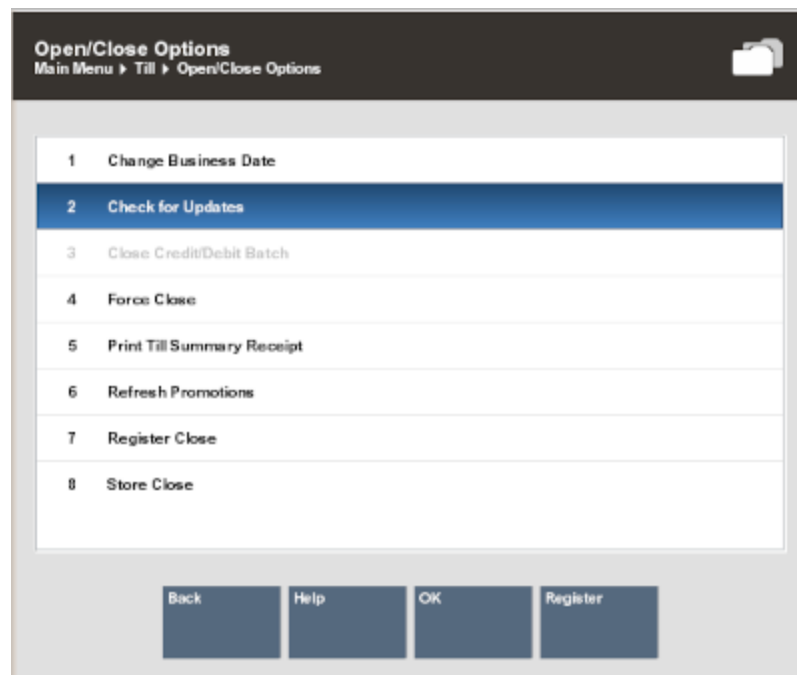 Open/Close Options
Main Menu ▸ Till ▸ Open/Close Options
1 Change Business Date
2 Check for Updates
3 Close Credit/Debit Batch
4 Force Close
5 Print Till Summary Receipt
6 Refresh Promotions
7 Register Close
8 Store Close
Back Help OK Register